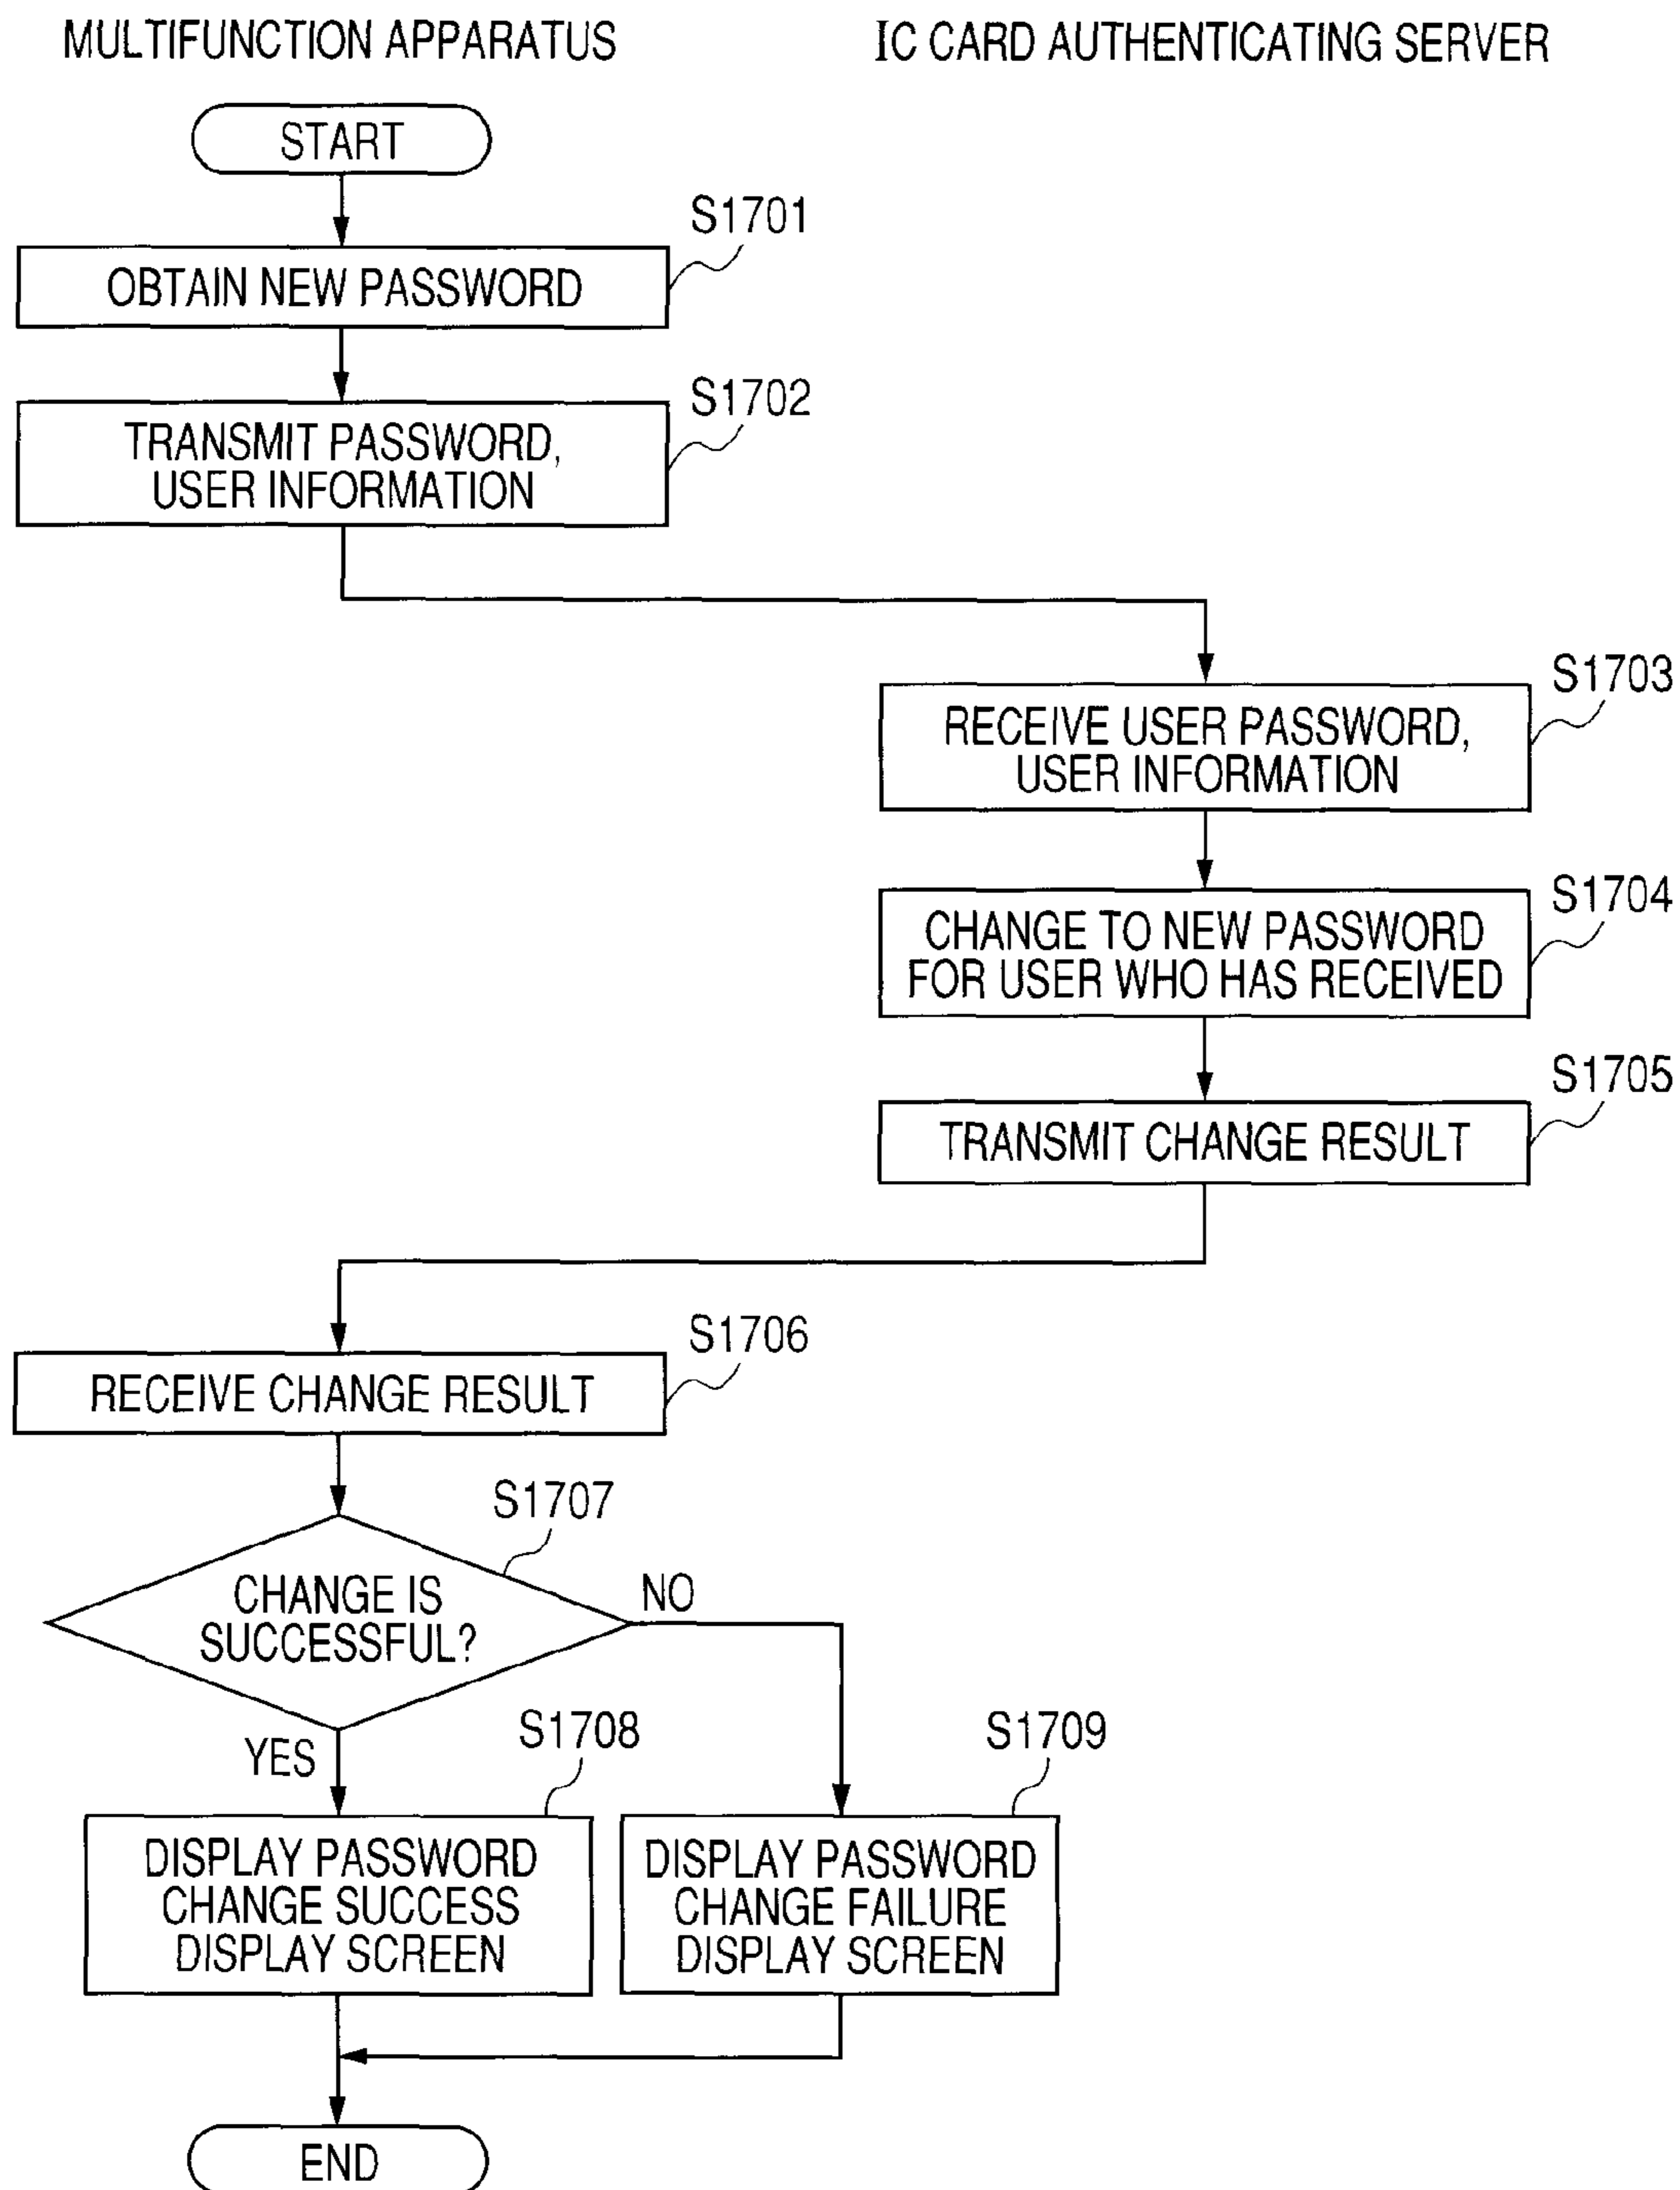 MULTIFUNCTION APPARATUS
IC CARD AUTHENTICATING SERVER
START
S1701
OBTAIN NEW PASSWORD
S1702
TRANSMIT PASSWORD,
USER INFORMATION
S1703
RECEIVE USER PASSWORD,
USER INFORMATION
S1704
CHANGE TO NEW PASSWORD
FOR USER WHO HAS RECEIVED
S1705
TRANSMIT CHANGE RESULT
S1706
RECEIVE CHANGE RESULT
S1707
CHANGE IS
SUCCESSFUL?
NO
YES
S1708
DISPLAY PASSWORD
CHANGE SUCCESS
DISPLAY SCREEN
S1709
DISPLAY PASSWORD
CHANGE FAILURE
DISPLAY SCREEN
END